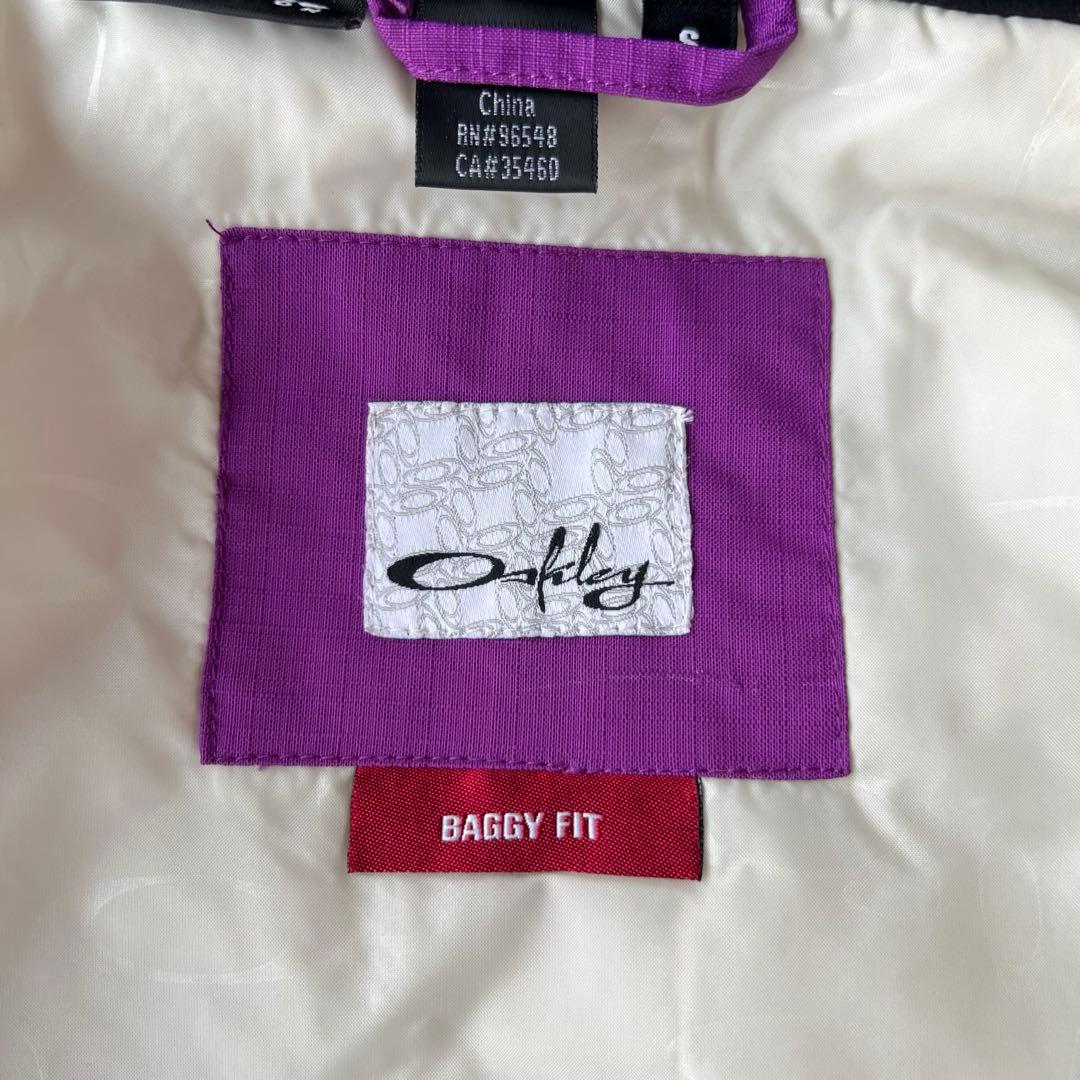 China
RN#96548
CA#35460
Oakley
BAGGY FIT